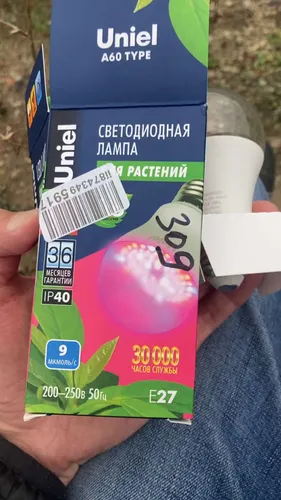 Uniel
A60 TYPE
Uniel
СВЕТОДИОДНАЯ
ЛАМПА
РАСТЕНИЙ
309
36
МЕСЯЦЕВ
ГАРАНТИИ
IP40
9
мкмоль/с
30 000
ЧАСОВ СЛУЖБЫ
200–250В 50Гц
E27